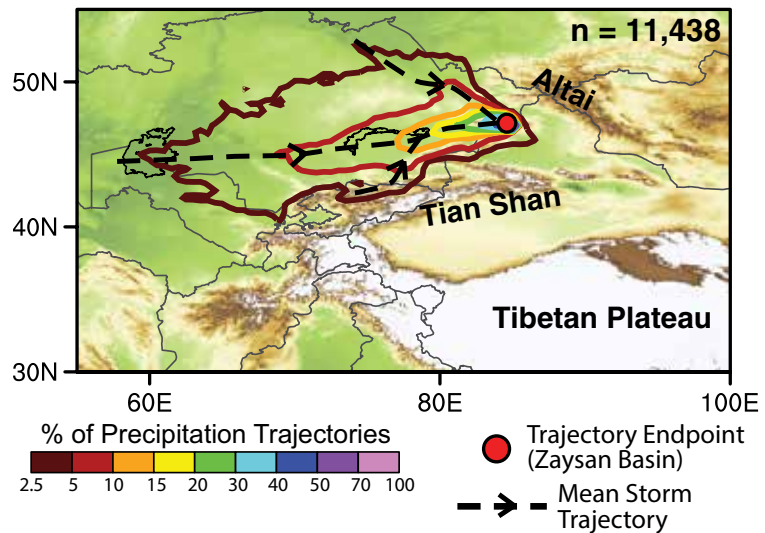 n = 11,438
50N
Altai
Tian Shan
40N
Tibetan Plateau
30N
60E 80E 100E
% of Precipitation Trajectories
2.5 5 10 15 20 30 40 50 70 100
Trajectory Endpoint
(Zaysan Basin)
Mean Storm
Trajectory